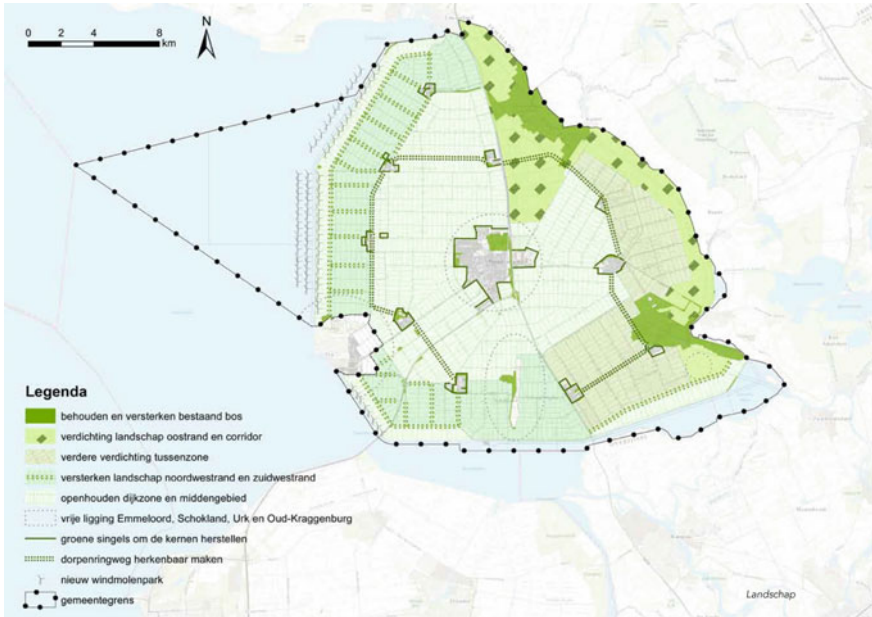 N
0 2 4 8
km
Legenda
behouden en versterken bestaand bos
verdichting landschap oostrand en corridor
verdere verdichting tussenzone
versterken landschap noordwestrand en zuidwestrand
openhouden dijkzone en middengebied
vrije ligging Emmeloord, Schokland, Urk en Oud-Kraggenburg
groene singels om de kernen herstellen
dorpenringweg herkenbaar maken
nieuw windmolenpark
gemeentegrens
Landschap